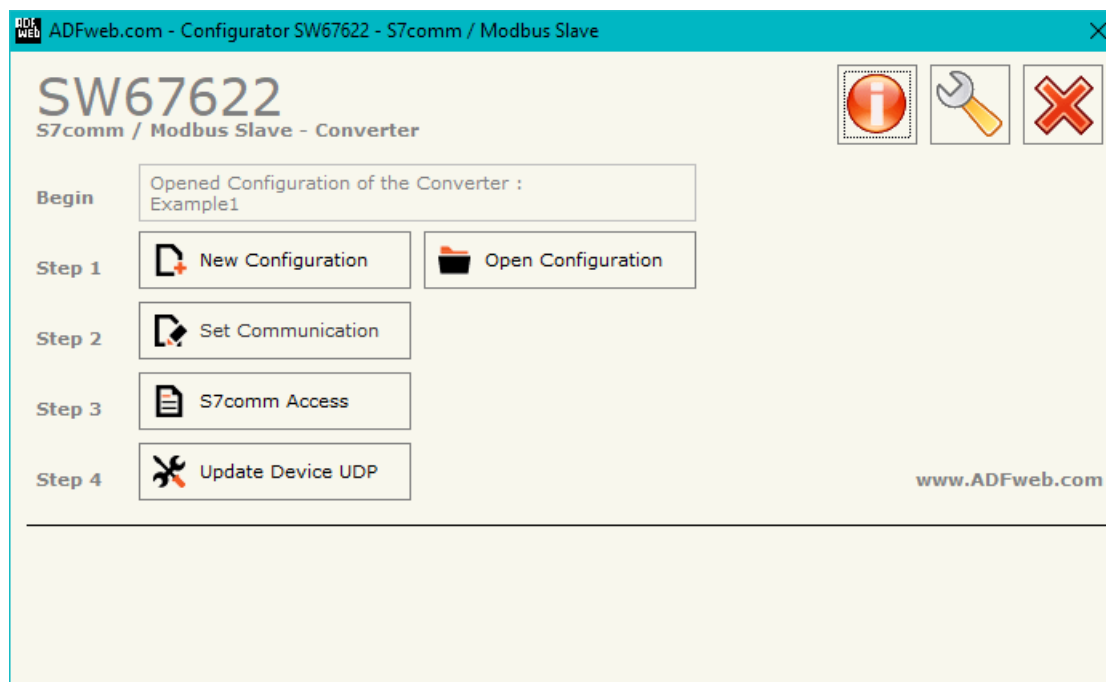 ADF
WEB
ADFweb.com - Configurator SW67622 - S7comm / Modbus Slave
SW67622
S7comm / Modbus Slave - Converter
Begin
Opened Configuration of the Converter :
Example1
Step 1
New Configuration
Open Configuration
Step 2
Set Communication
Step 3
S7comm Access
Step 4
Update Device UDP
www.ADFweb.com